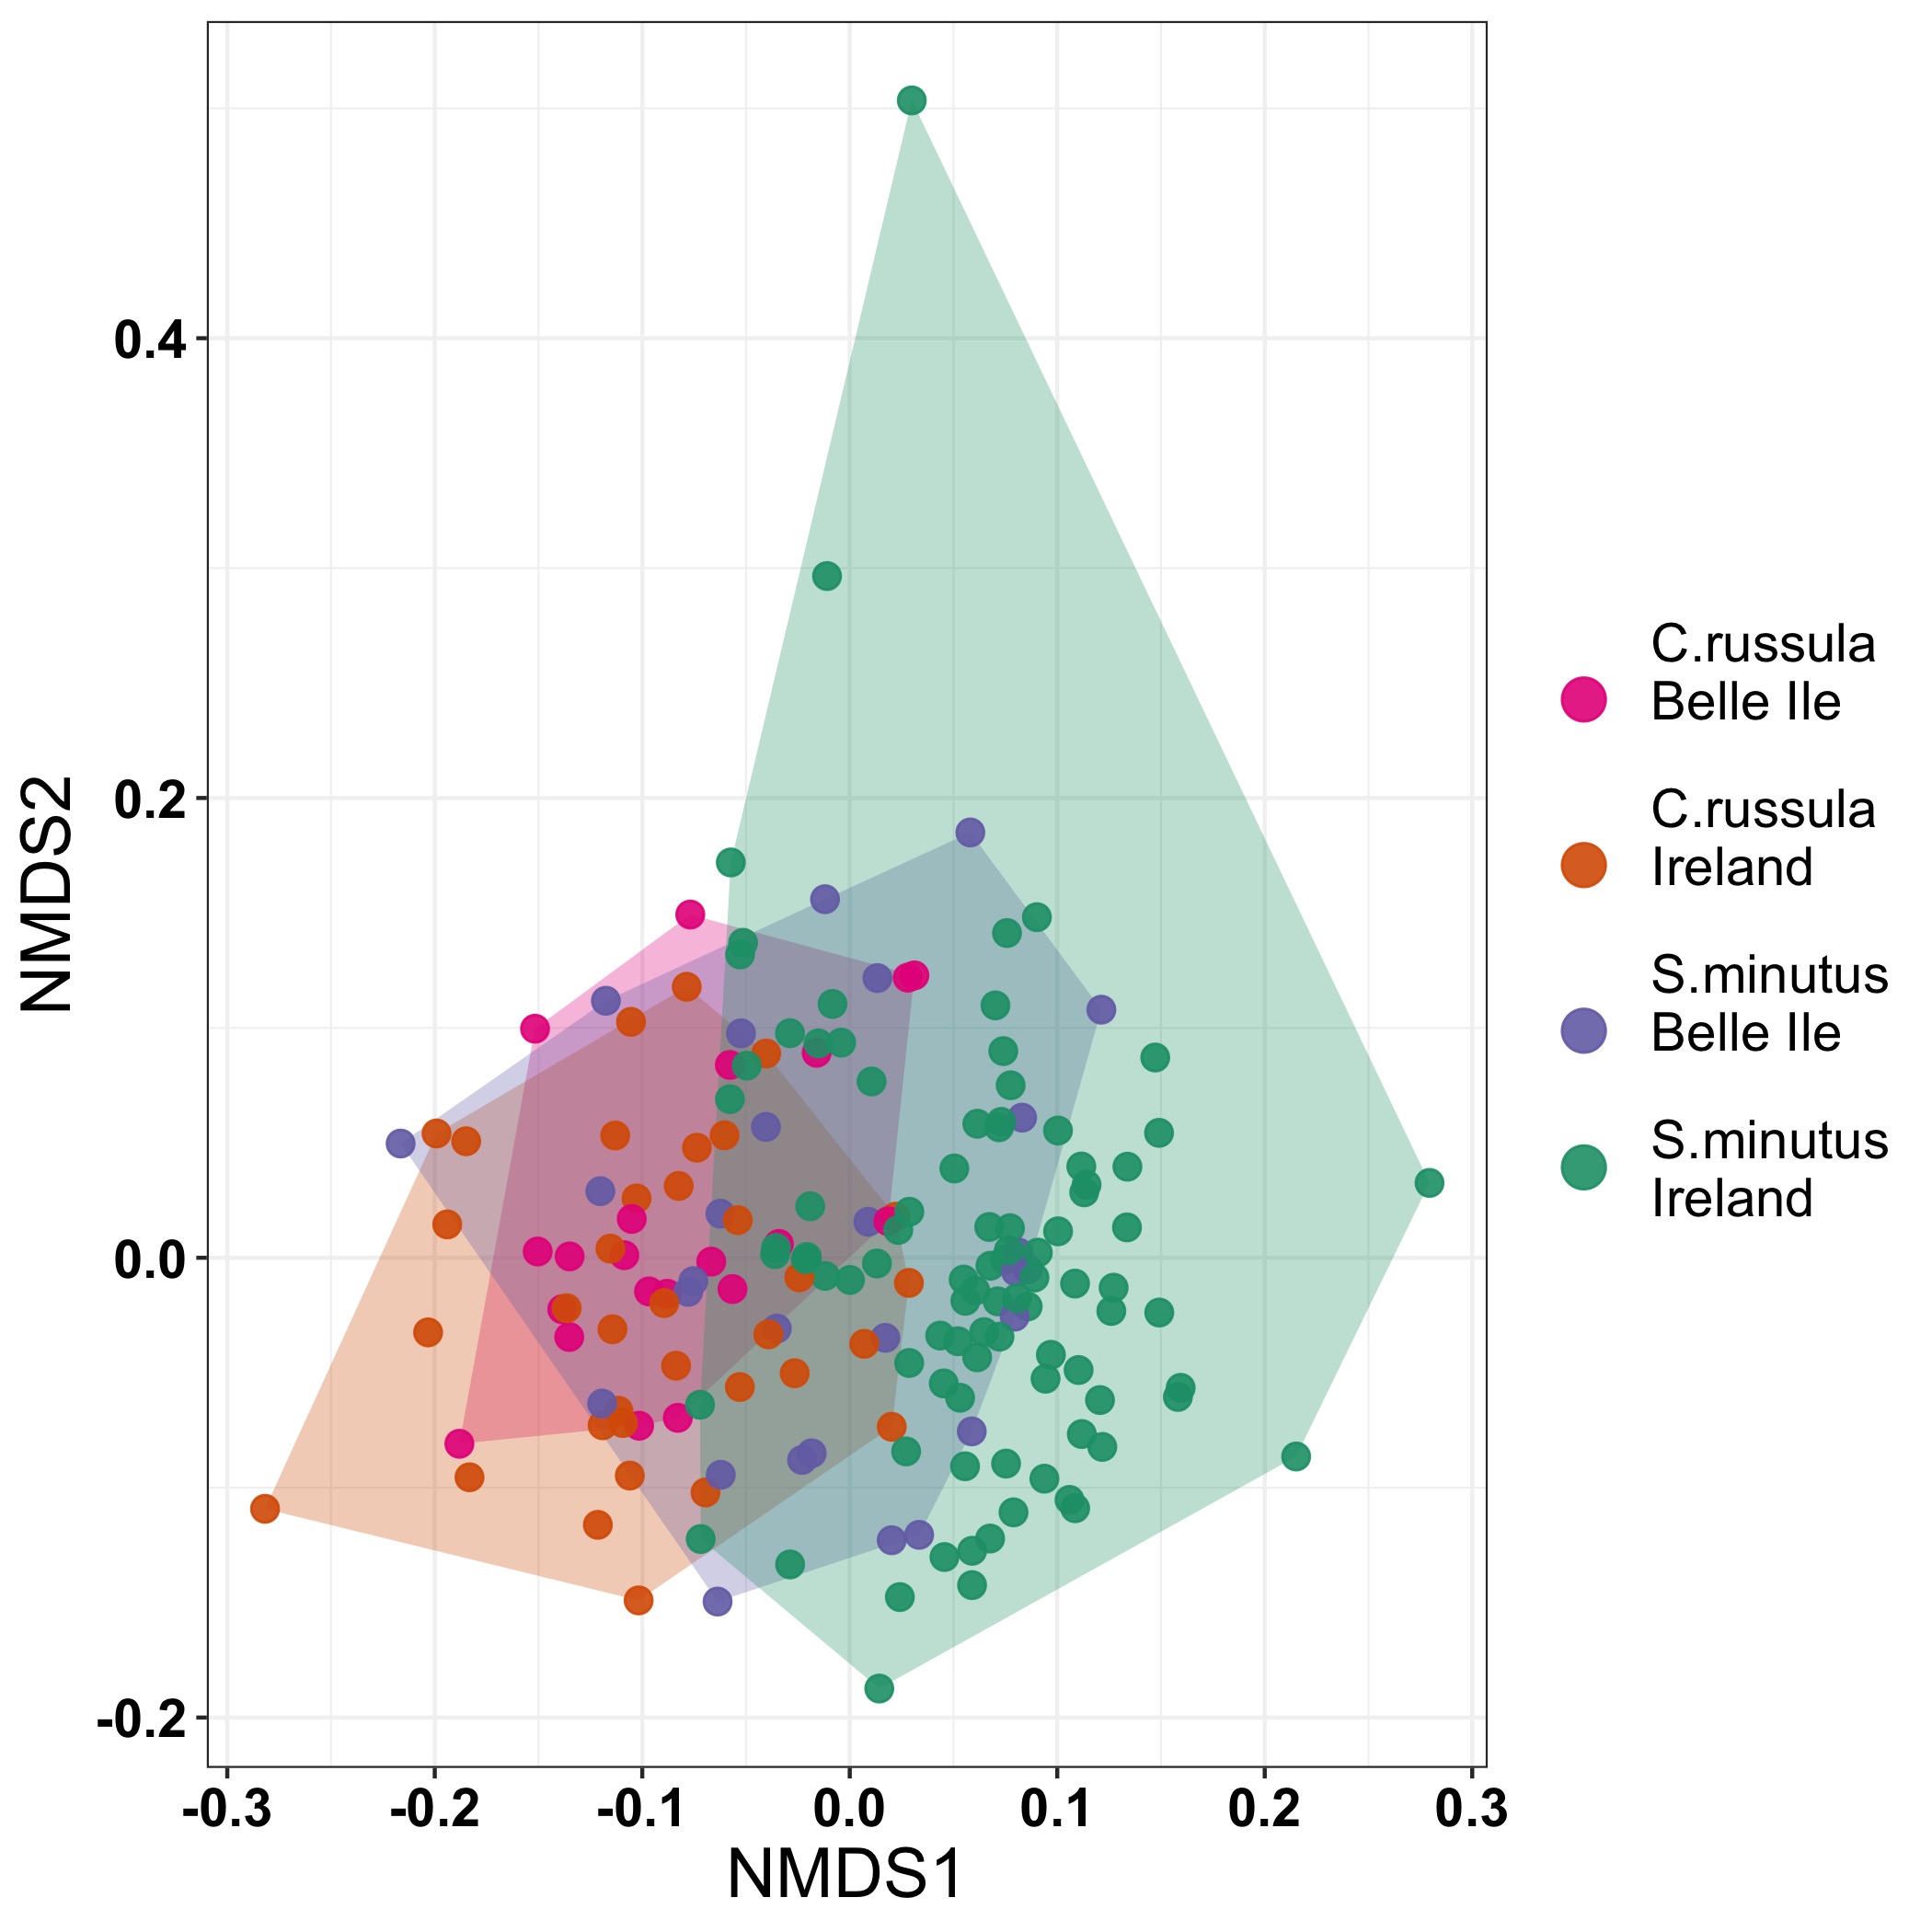 NMDS2
0.4
0.2
0.0
-0.2
-0.3
-0.2
-0.1
0.0
0.1
0.2
0.3
NMDS1
C.russula
Belle Ile
C.russula
Ireland
S.minutus
Belle Ile
S.minutus
Ireland